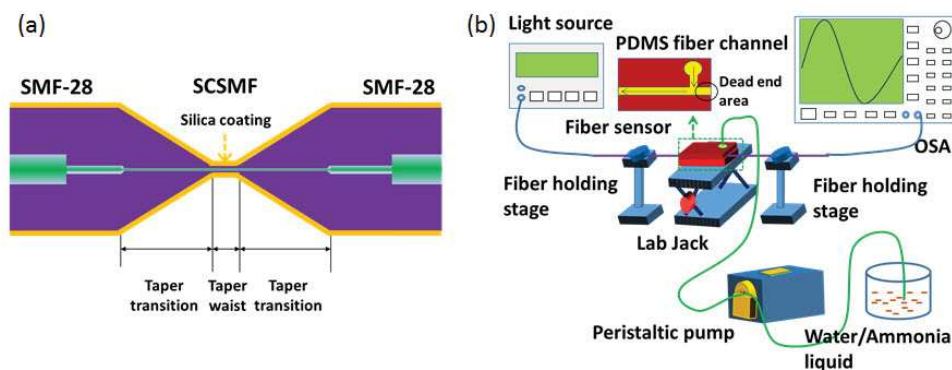 (a)
SMF-28
SCSMF
SMF-28
Silica coating
Taper
transition
Taper
waist
Taper
transition
(b)
Light source
PDMS fiber channel
Dead end
area
Fiber sensor
OSA
Fiber holding
stage
Fiber holding
stage
Lab Jack
Peristaltic pump
Water/Ammonia
liquid